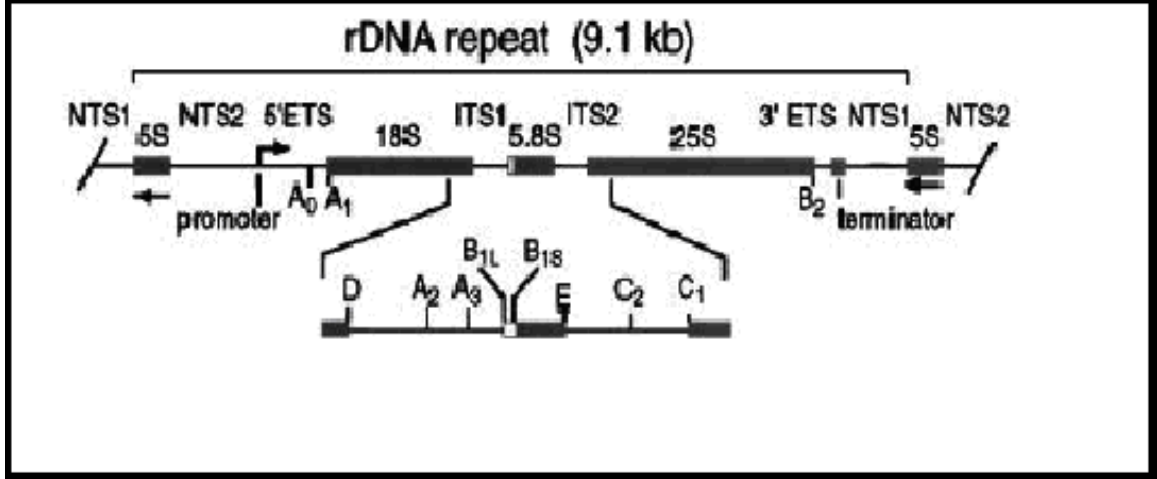 rDNA repeat (9.1 kb)
NTS1 5S NTS2 5'ETS 18S ITS1 5.8S ITS2 25S 3' ETS NTS1 5S NTS2
promoter A0 A1 B2 terminator
B1L B1S
D A2 A3 E C2 C1